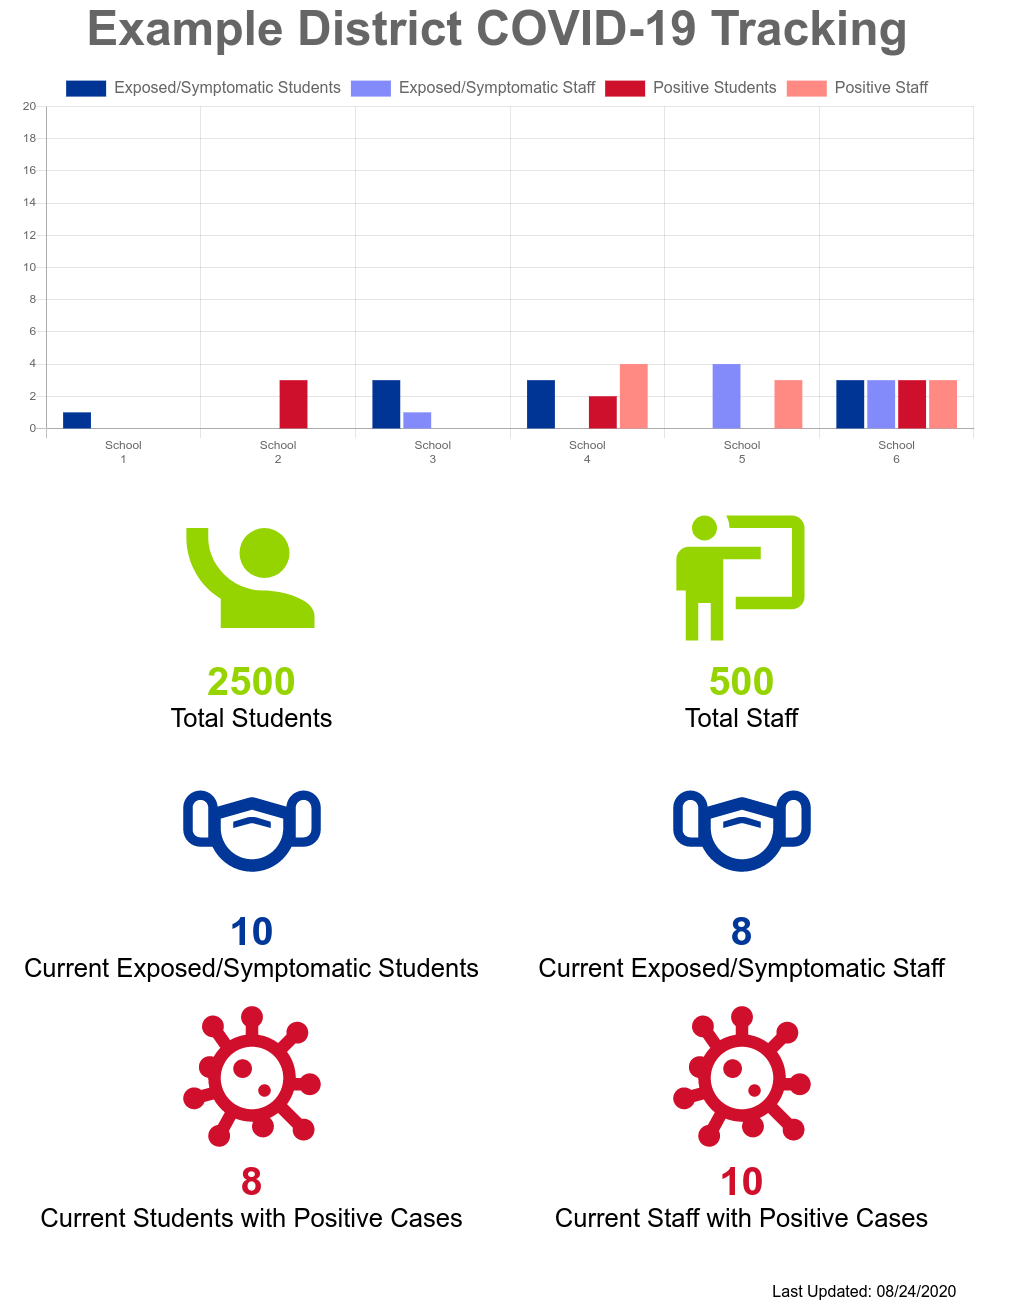 Example District COVID-19 Tracking
Exposed/Symptomatic Students Exposed/Symptomatic Staff Positive Students Positive Staff
20
18
16
14
12
10
8
6
4
2
0
School School School School School School
1 2 3 4 5 6
2500 500
Total Students Total Staff
10 8
Current Exposed/Symptomatic Students Current Exposed/Symptomatic Staff
8 10
Current Students with Positive Cases Current Staff with Positive Cases
Last Updated: 08/24/2020